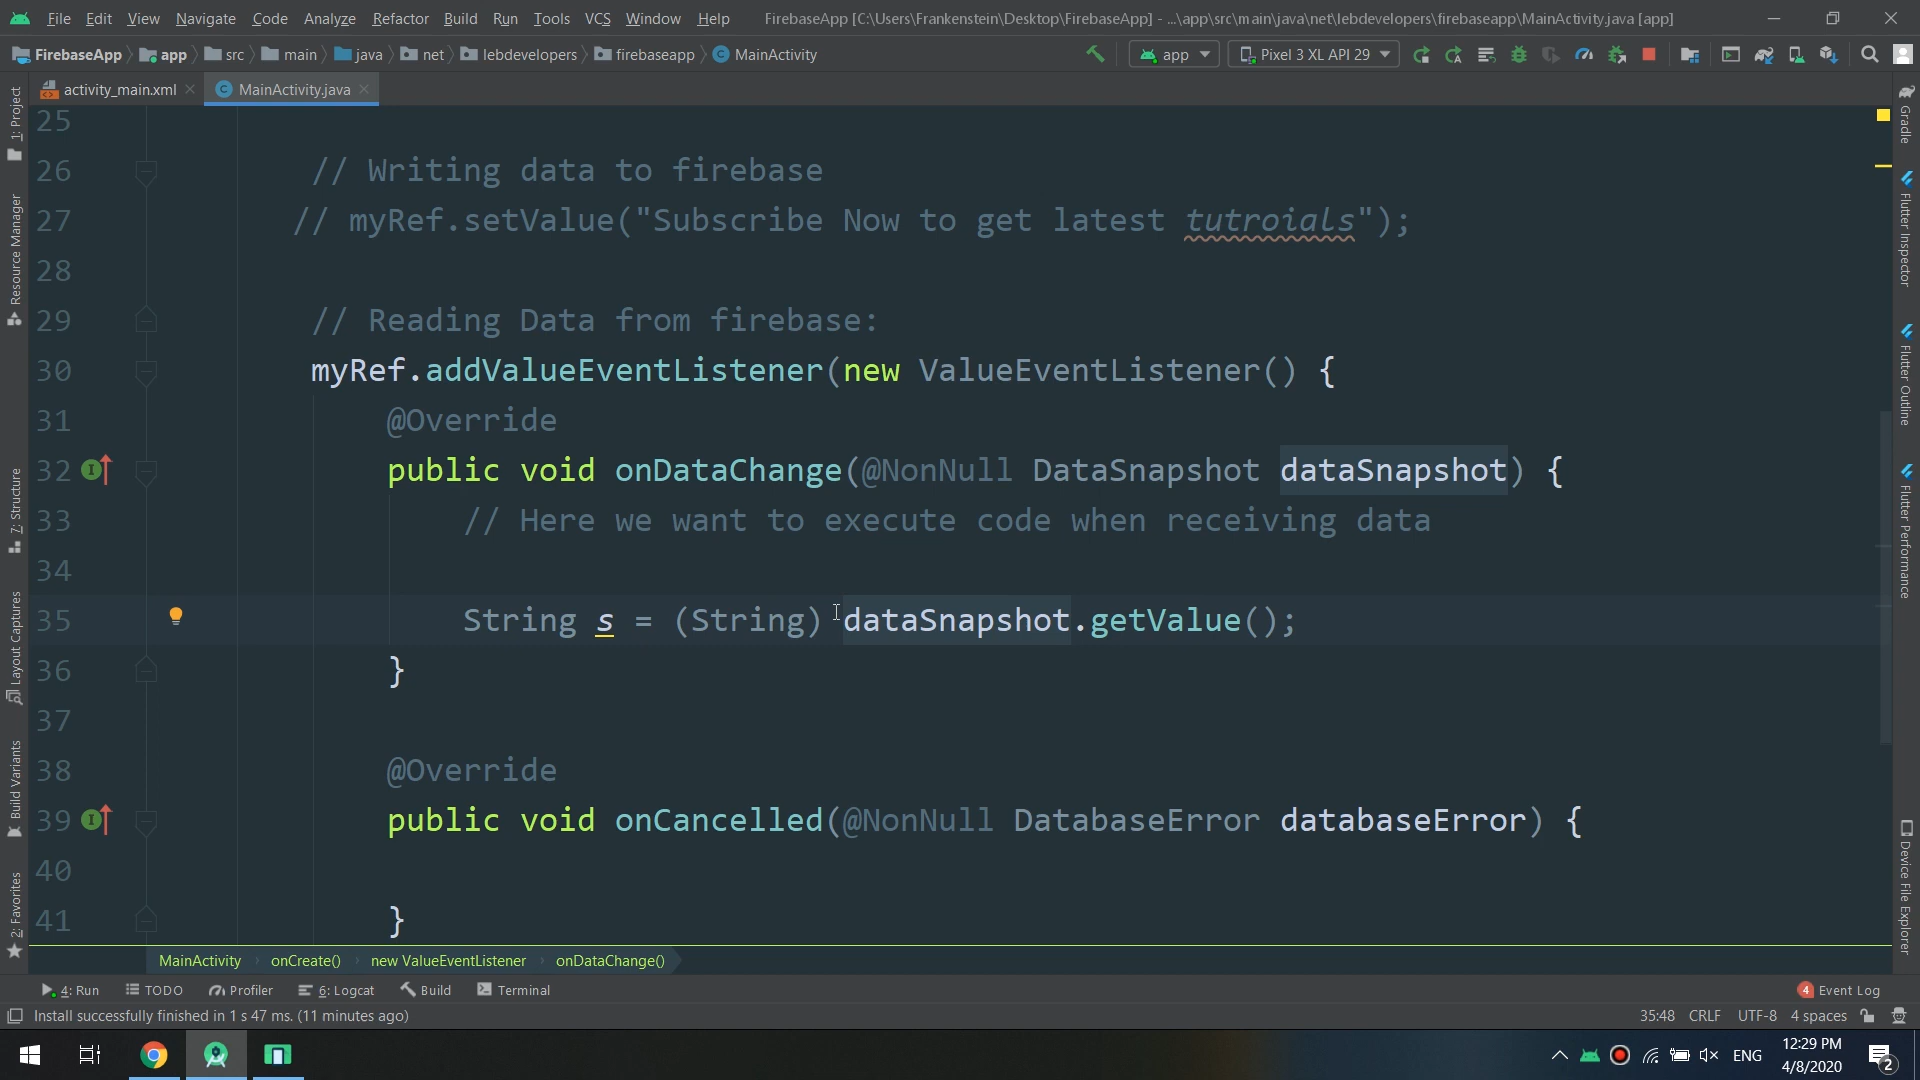 File Edit View Navigate Code Analyze Refactor Build Run Tools VCS Window Help FirebaseApp [C:\Users\Frankenstein\Desktop\FirebaseApp] - ...\app\src\main\java\net\lebdevelopers\firebaseapp\MainActivity.java [app]
FirebaseApp app src main java net lebdevelopers firebaseapp MainActivity app Pixel 3 XL API 29
activity_main.xml MainActivity.java
1: Project
Resource Manager
7: Structure
Layout Captures
Build Variants
2: Favorites
25
26 // Writing data to firebase
27 // myRef.setValue("Subscribe Now to get latest tutroials");
28
29 // Reading Data from firebase:
30 myRef.addValueEventListener(new ValueEventListener() {
31 @Override
32 public void onDataChange(@NonNull DataSnapshot dataSnapshot) {
33 // Here we want to execute code when receiving data
34
35 String s = (String) dataSnapshot.getValue();
36 }
37
38 @Override
39 public void onCancelled(@NonNull DatabaseError databaseError) {
40
41 }
Gradle
Flutter Inspector
Flutter Outline
Flutter Performance
Device File Explorer
MainActivity onCreate() new ValueEventListener onDataChange()
4: Run TODO Profiler 6: Logcat Build Terminal 4 Event Log
Install successfully finished in 1 s 47 ms. (11 minutes ago) 35:48 CRLF UTF-8 4 spaces
ENG 12:29 PM
4/8/2020 2